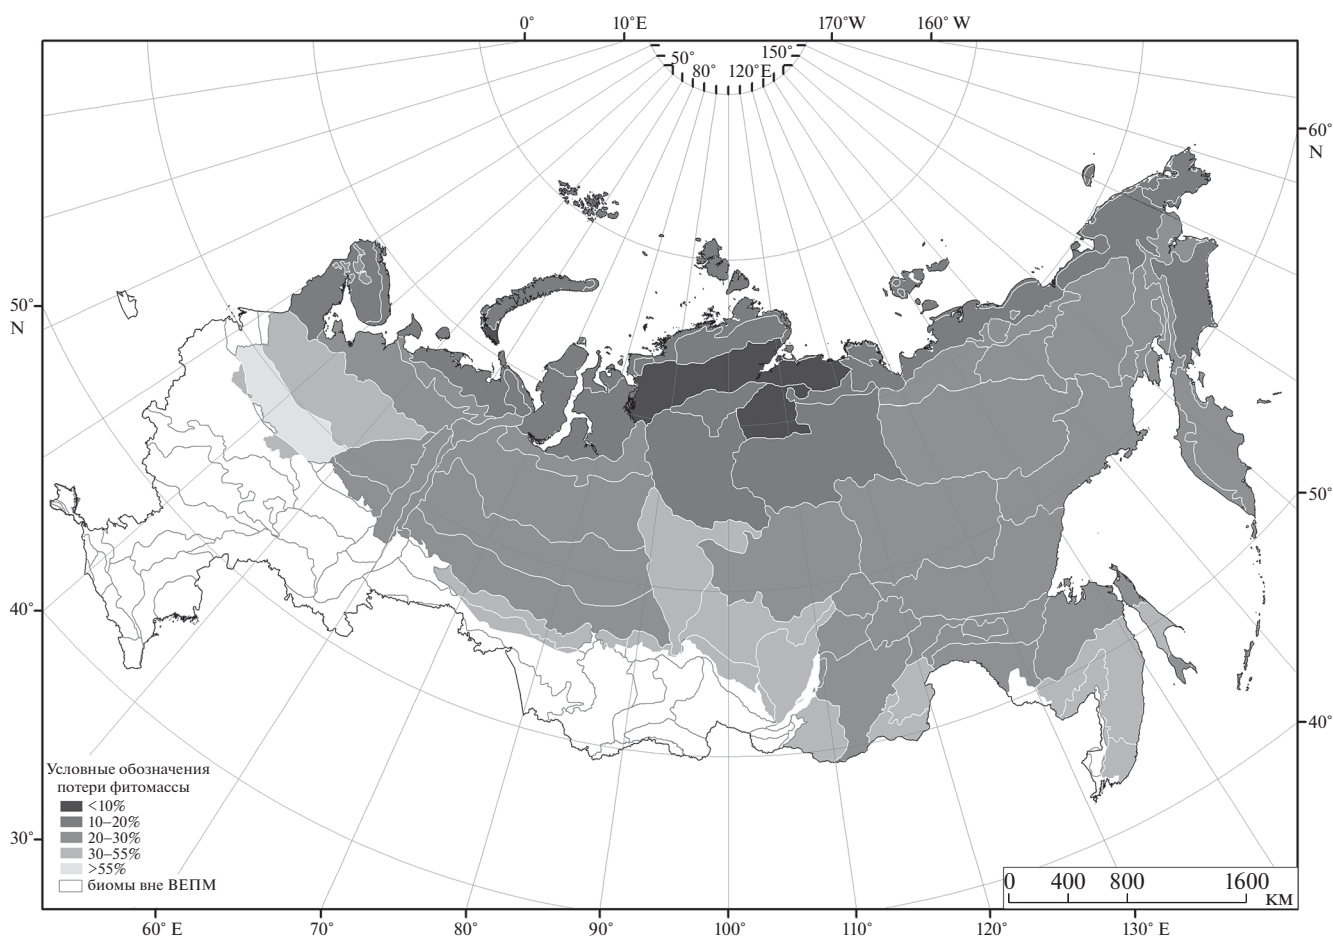 0° 10°E 170°W 160° W
50° 80° 120°E 150°
60°
N
50°
N
50°
40°
40°
30°
Условные обозначения
потери фитомассы
<10%
10–20%
20–30%
30–55%
>55%
биомы вне ВЕПМ
0 400 800 1600
КМ
60° E 70° 80° 90° 100° 110° 120° 130° E